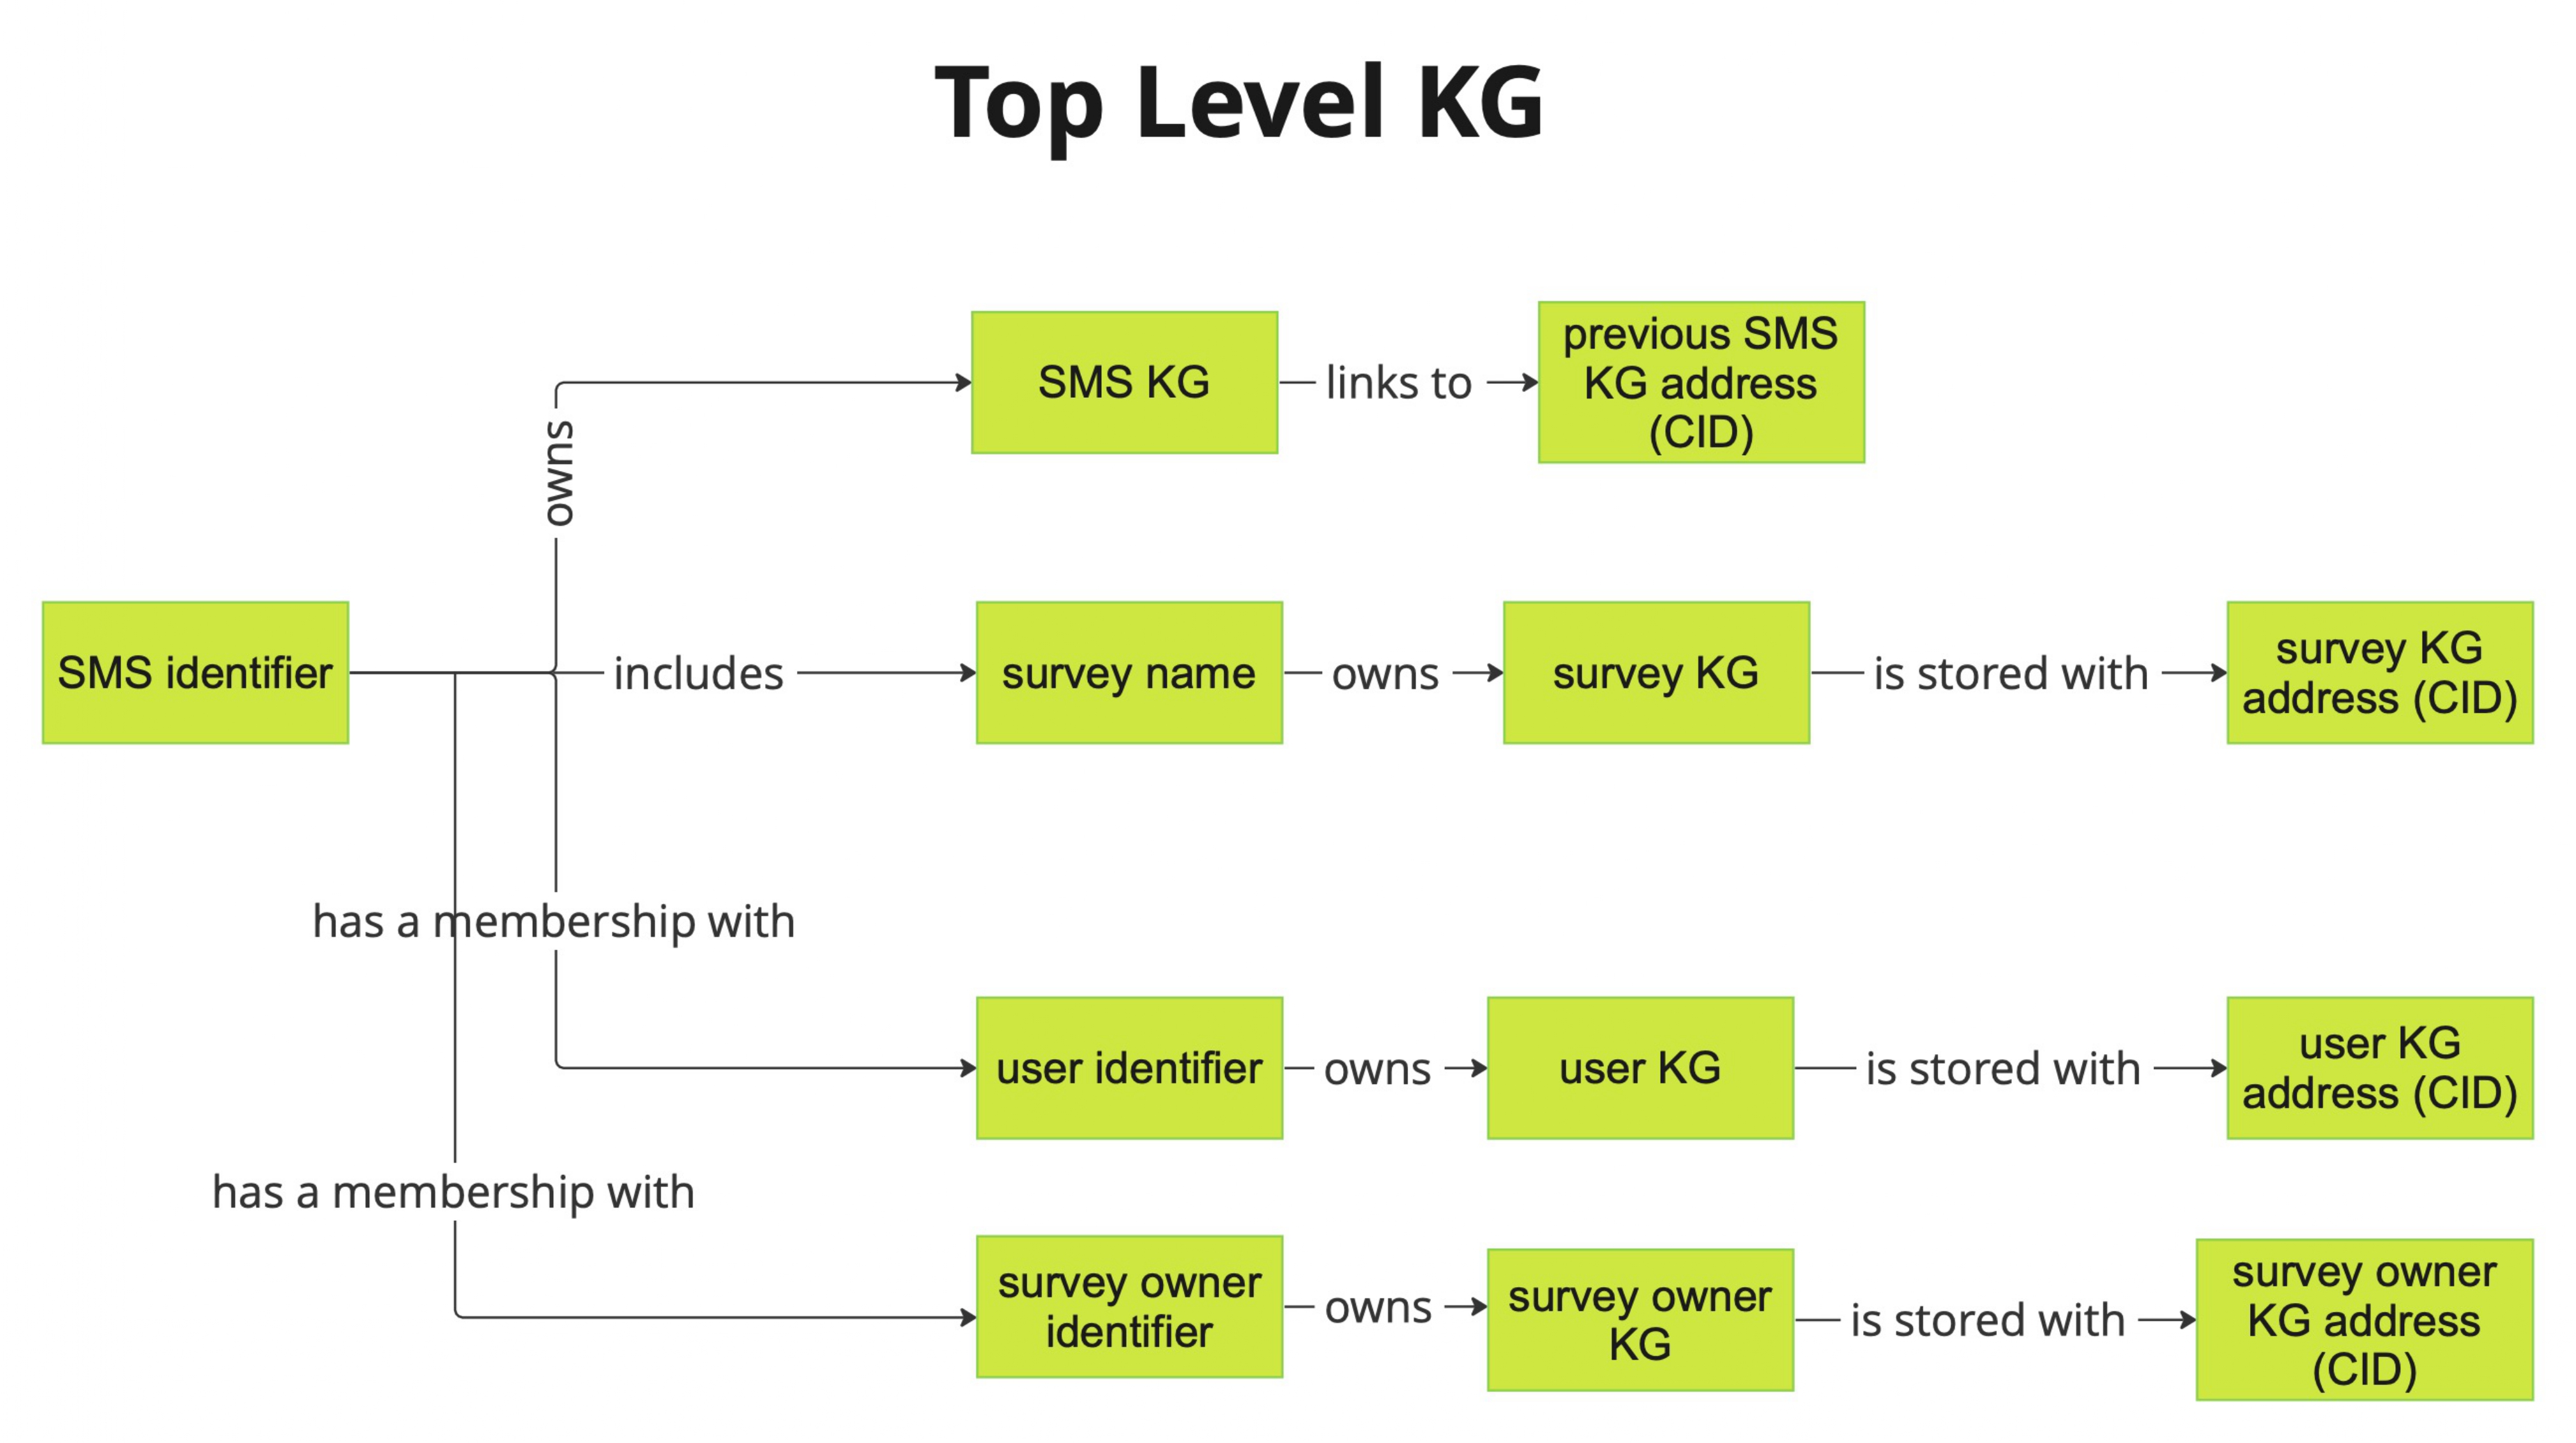 Top Level KG
SMS KG
links to
previous SMS
KG address
(CID)
owns
SMS identifier
includes
survey name
owns
survey KG
is stored with
survey KG
address (CID)
has a membership with
user identifier
owns
user KG
is stored with
user KG
address (CID)
has a membership with
survey owner
identifier
owns
survey owner
KG
is stored with
survey owner
KG address
(CID)